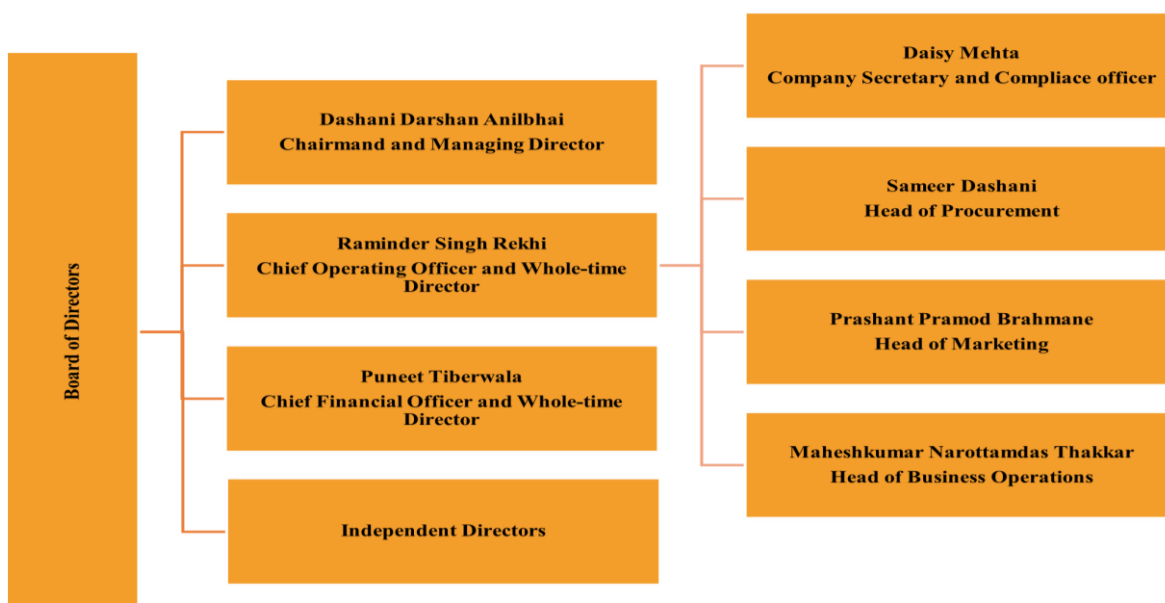 Board of Directors
Dashani Darshan Anilbhai
Chairmand and Managing Director
Raminder Singh Rekhi
Chief Operating Officer and Whole-time
Director
Puneet Tiberwala
Chief Financial Officer and Whole-time
Director
Independent Directors
Daisy Mehta
Company Secretary and Compliace officer
Sameer Dashani
Head of Procurement
Prashant Pramod Brahmane
Head of Marketing
Maheshkumar Narottamdas Thakkar
Head of Business Operations